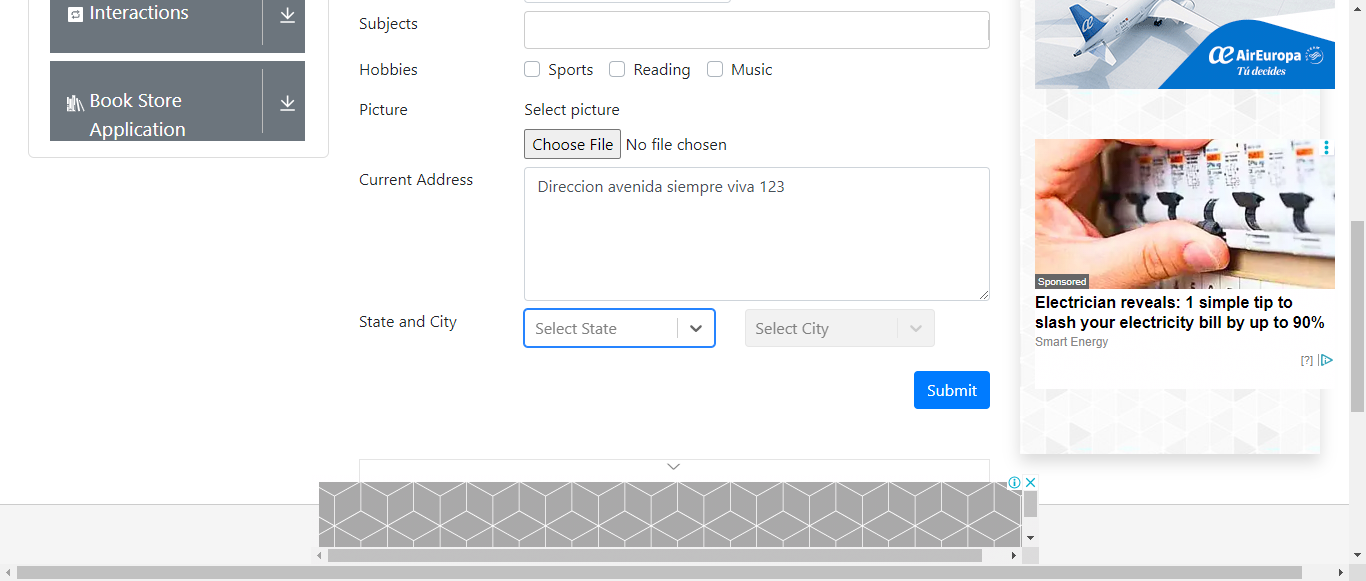 Interactions
Book Store
Application
Subjects
Hobbies
Sports
Reading
Music
Picture
Select picture
Choose File
No file chosen
Current Address
Direccion avenida siempre viva 123
State and City
Select State
Select City
Submit
AirEuropa
Tú decides
Sponsored
Electrician reveals: 1 simple tip to
slash your electricity bill by up to 90%
Smart Energy
[?]